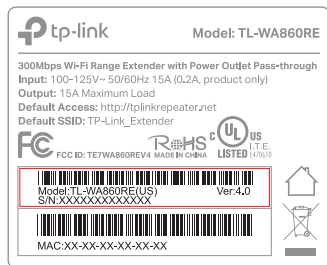 tp-link Model: TL-WA860RE
300Mbps Wi-Fi Range Extender with Power Outlet Pass-through
Input: 100-125V~ 50/60Hz 15A (0.2A, product only)
Output: 15A Maximum Load
Default Access: http://tplinkrepeater.net
Default SSID: TP-Link_Extender
FC FCC ID: TE7WA860REV4 RoHS MADE IN CHINA C UL US LISTED I.T.E. E470610
Model:TL-WA860RE(US) Ver:4.0
S/N:XXXXXXXXXXXXX
MAC:XX-XX-XX-XX-XX-XX